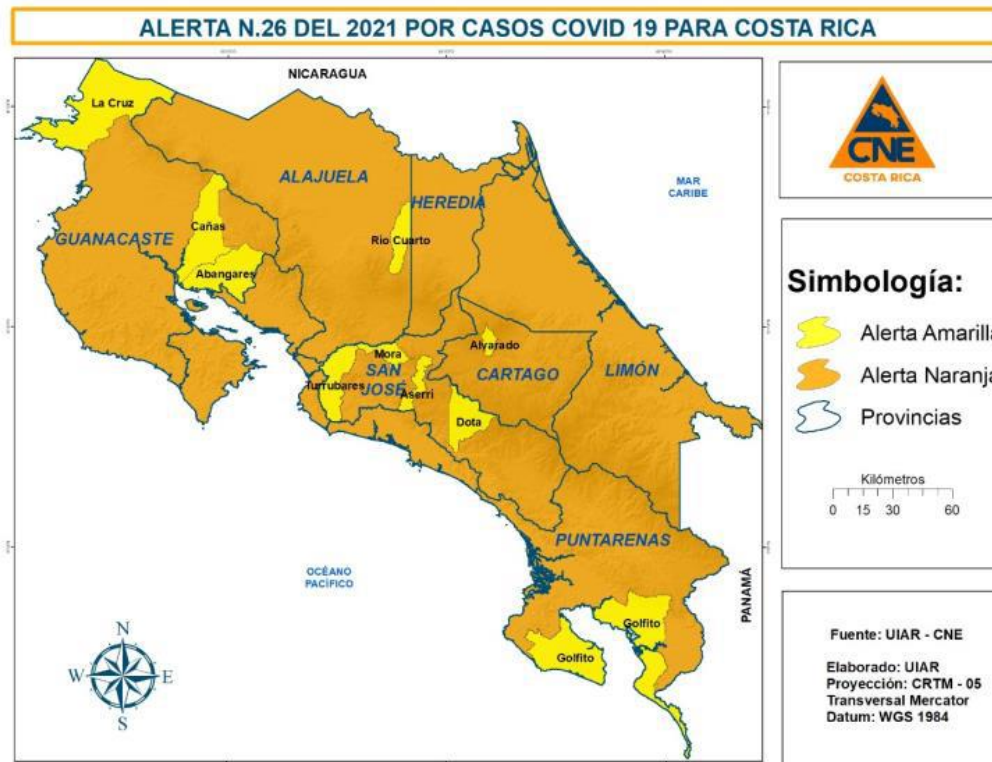 ALERTA N.26 DEL 2021 POR CASOS COVID 19 PARA COSTA RICA
NICARAGUA
La Cruz
ALAJUELA
HEREDIA
MAR
CARIBE
Cañas
GUANACASTE
Río Cuarto
Abangares
Alvarado
Mora
SAN
JOSÉ
CARTAGO
LIMÓN
Turrubares
Aserrí
Dota
PUNTARENAS
OCÉANO
PACÍFICO
PANAMÁ
Golfito
Golfito
N
W
E
S
CNE
COSTA RICA
Simbología:
Alerta Amarilla
Alerta Naranja
Provincias
Kilómetros
0 15 30 60
Fuente: UIAR - CNE
Elaborado: UIAR
Proyección: CRTM - 05
Transversal Mercator
Datum: WGS 1984